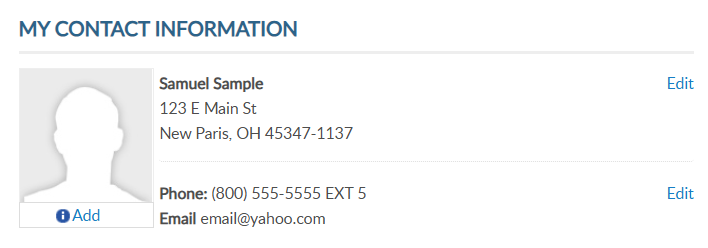 MY CONTACT INFORMATION
Samuel Sample
Edit
123 E Main St
New Paris, OH 45347-1137
Phone: (800) 555-5555 EXT 5
Edit
Email email@yahoo.com
Add